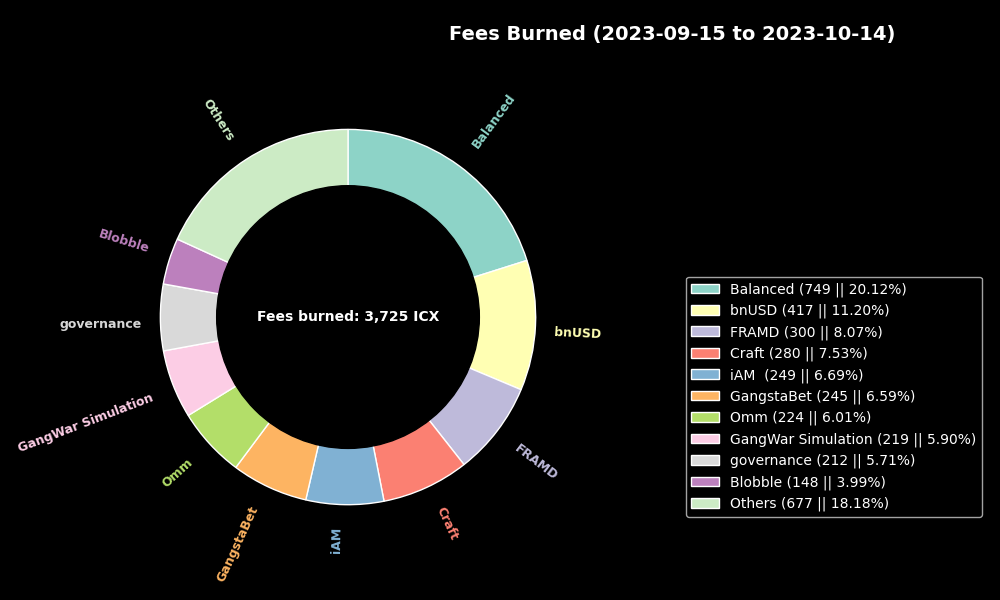 Fees Burned (2023-09-15 to 2023-10-14)
Others
Balanced
Blobble
governance
Fees burned: 3,725 ICX
bnUSD
GangWar Simulation
Omm
GangstaBet
iAM
Craft
FRAMD
Balanced (749 || 20.12%)
bnUSD (417 || 11.20%)
FRAMD (300 || 8.07%)
Craft (280 || 7.53%)
iAM  (249 || 6.69%)
GangstaBet (245 || 6.59%)
Omm (224 || 6.01%)
GangWar Simulation (219 || 5.90%)
governance (212 || 5.71%)
Blobble (148 || 3.99%)
Others (677 || 18.18%)